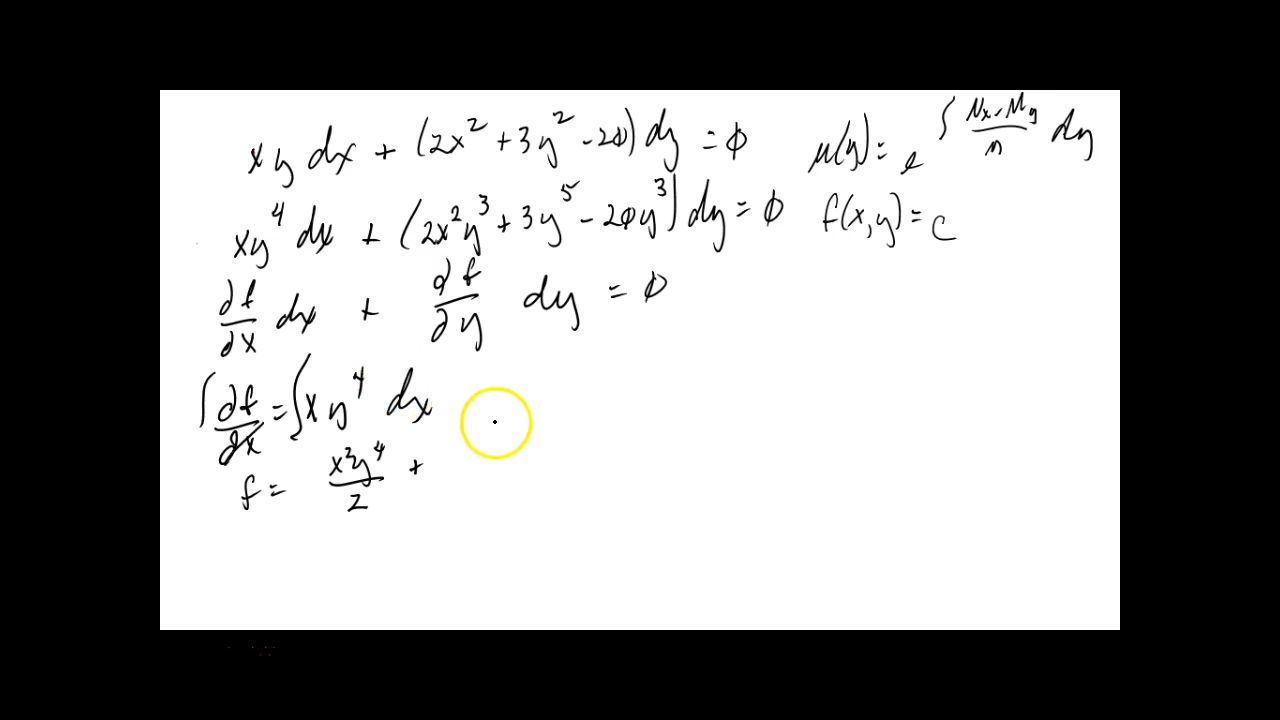 xy dx + (2x² + 3y² - 20) dy = 0 μ(y) = e^∫ (Nx - My)/M dy
xy⁴ dx + (2x²y³ + 3y⁵ - 20y³) dy = 0 f(x,y) = c
∂f/∂x dx + ∂f/∂y dy = 0
∫ ∂f/∂x = ∫ xy⁴ dx
f = x²y⁴/2 +